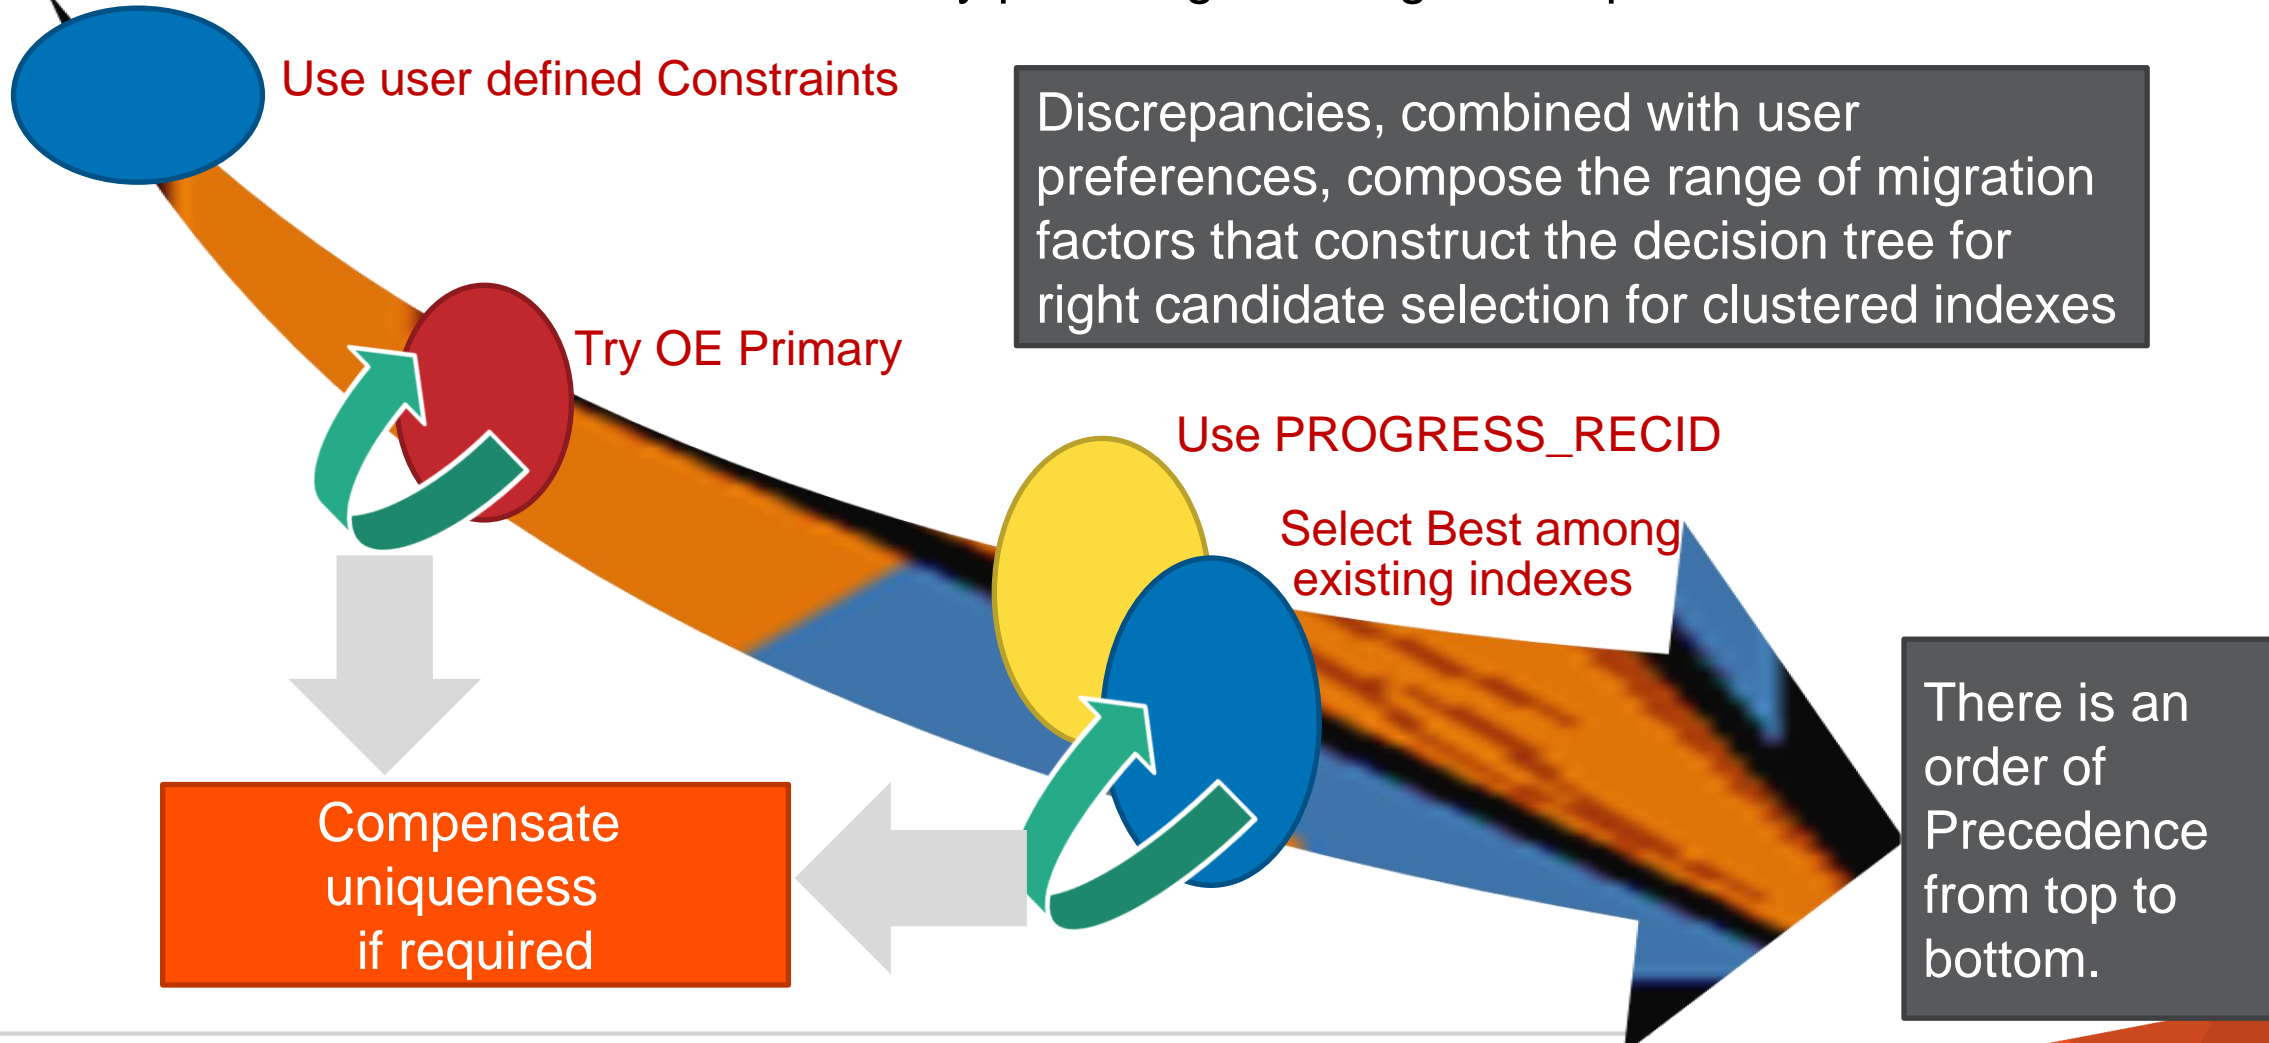 Use user defined Constraints
Discrepancies, combined with user
preferences, compose the range of migration
factors that construct the decision tree for
right candidate selection for clustered indexes
Try OE Primary
Use PROGRESS_RECID
Select Best among
existing indexes
Compensate
uniqueness
if required
There is an
order of
Precedence
from top to
bottom.